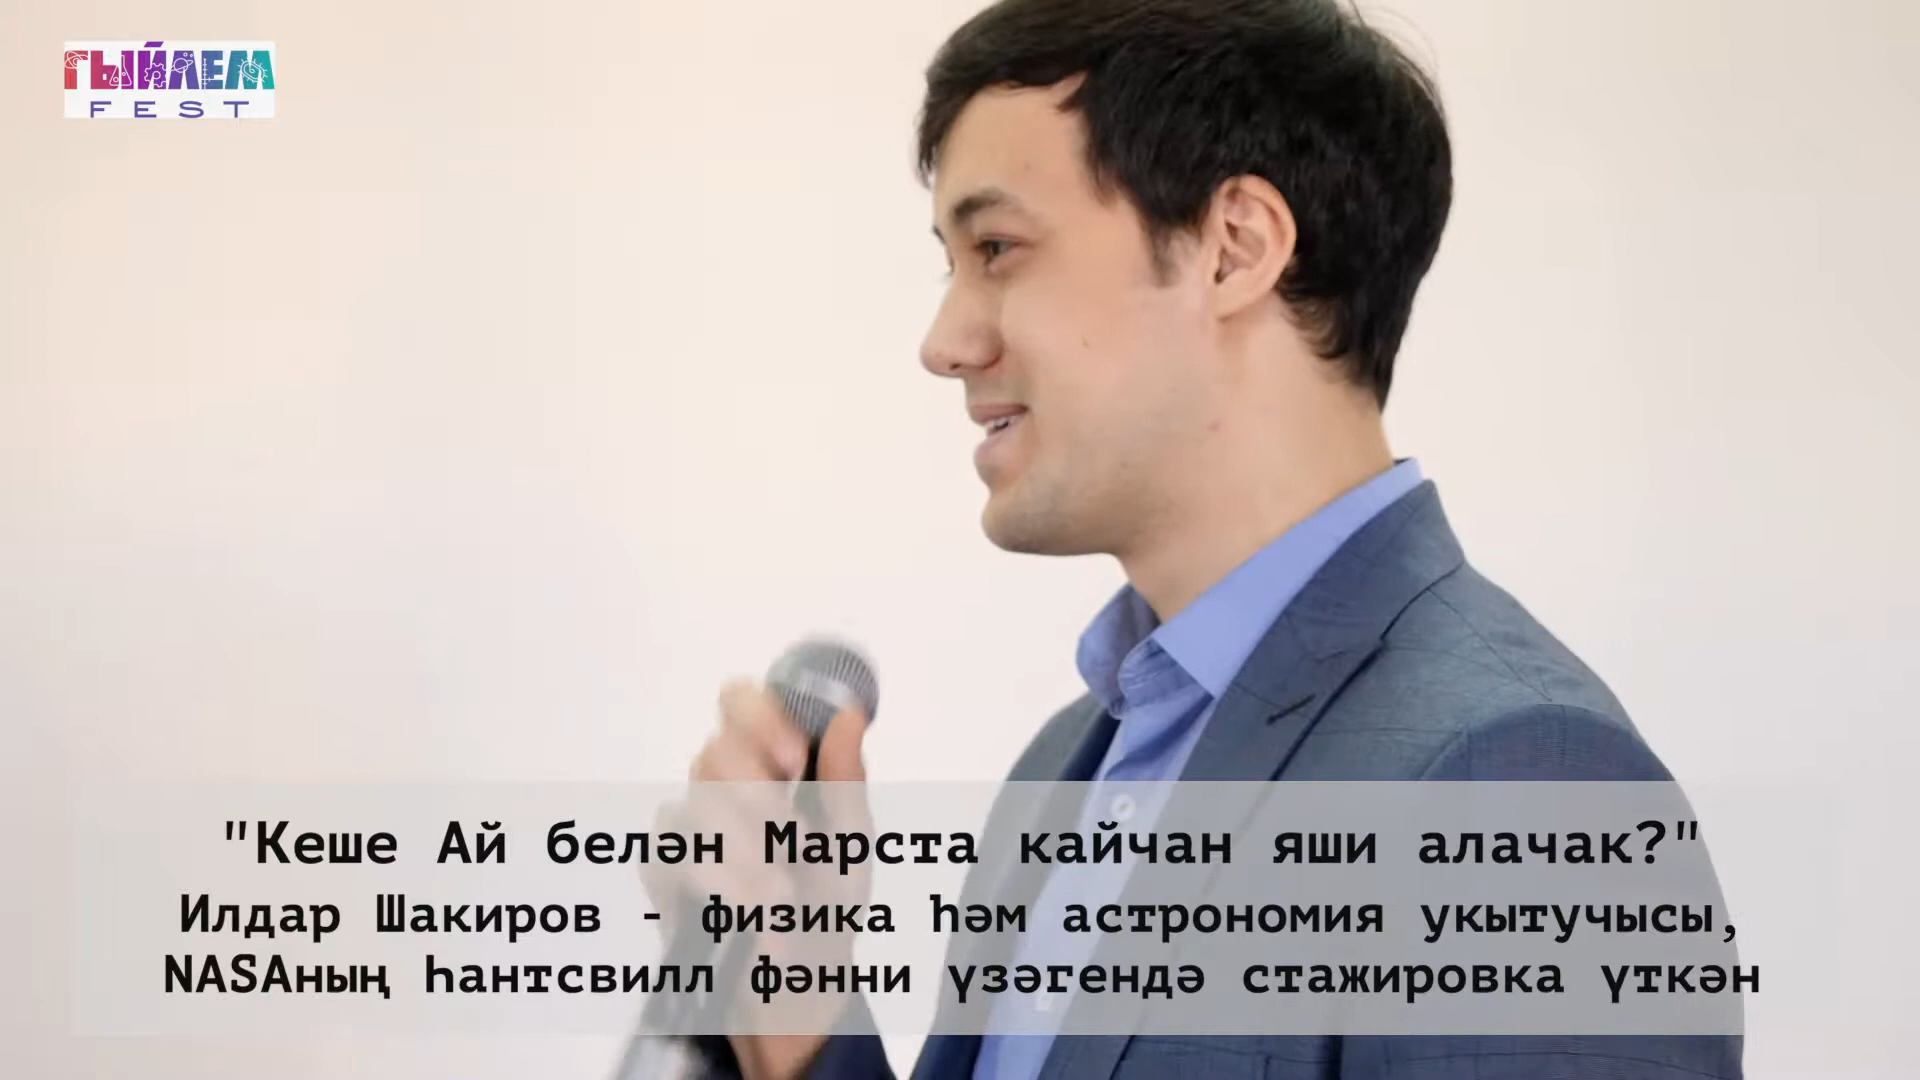 ГЫЙЛЕМ
FEST
"Кеше Ай белән Марста кайчан яши алачак?"
Илдар Шакиров - физика һәм астрономия укытучысы,
NASAның Һантсвилл фәнни үзәгендә стажировка үткән